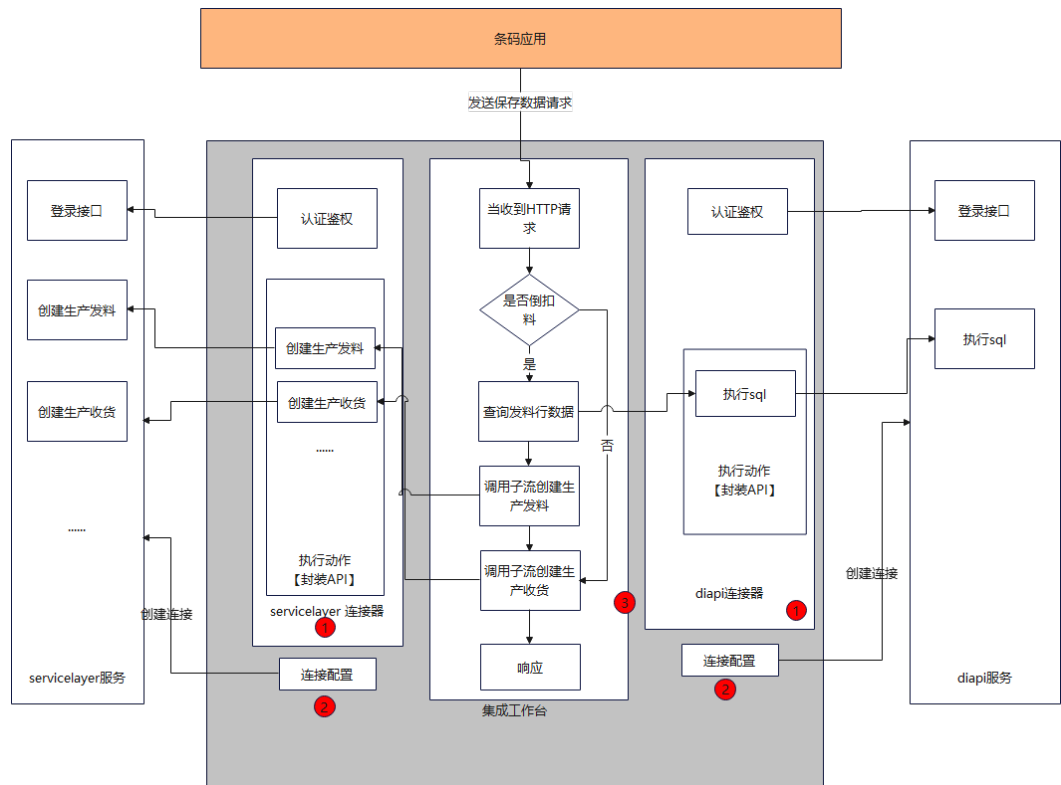 条码应用
发送保存数据请求
登录接口
创建生产发料
创建生产收货
......
创建连接
servicelayer服务
认证鉴权
创建生产发料
创建生产收货
......
执行动作
【封装API】
servicelayer 连接器
1
连接配置
2
当收到HTTP请
求
是否倒扣
料
是
查询发料行数据
否
调用子流创建生
产发料
调用子流创建生
产收货
3
响应
集成工作台
认证鉴权
执行sql
执行动作
【封装API】
diapi连接器
1
连接配置
2
登录接口
执行sql
创建连接
diapi服务